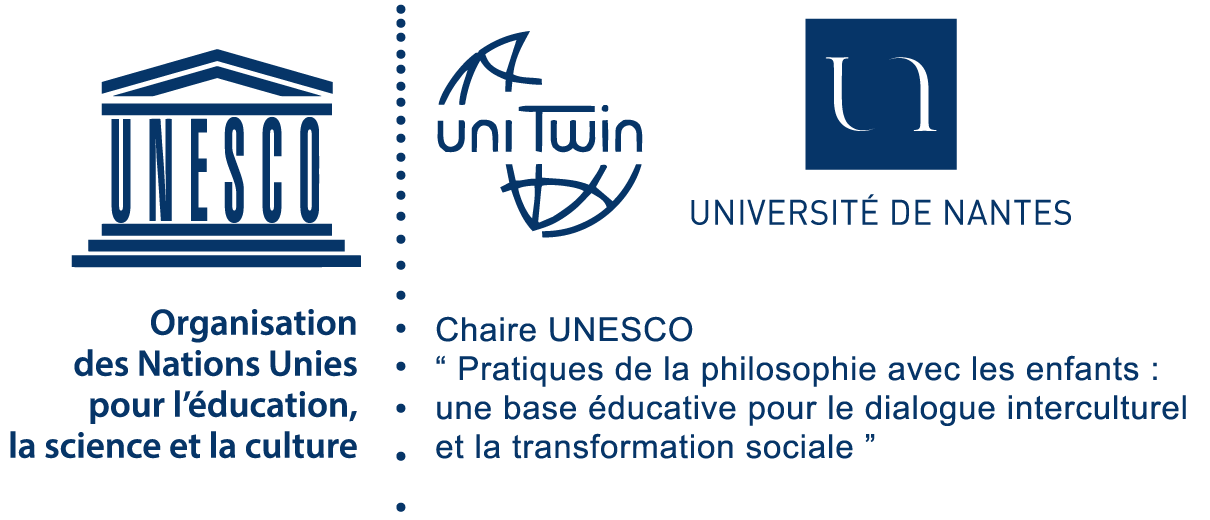 UNESCO
Organisation
des Nations Unies
pour l’éducation,
la science et la culture
uni Twin
UN
UNIVERSITÉ DE NANTES
Chaire UNESCO
“ Pratiques de la philosophie avec les enfants :
une base éducative pour le dialogue interculturel
et la transformation sociale ”